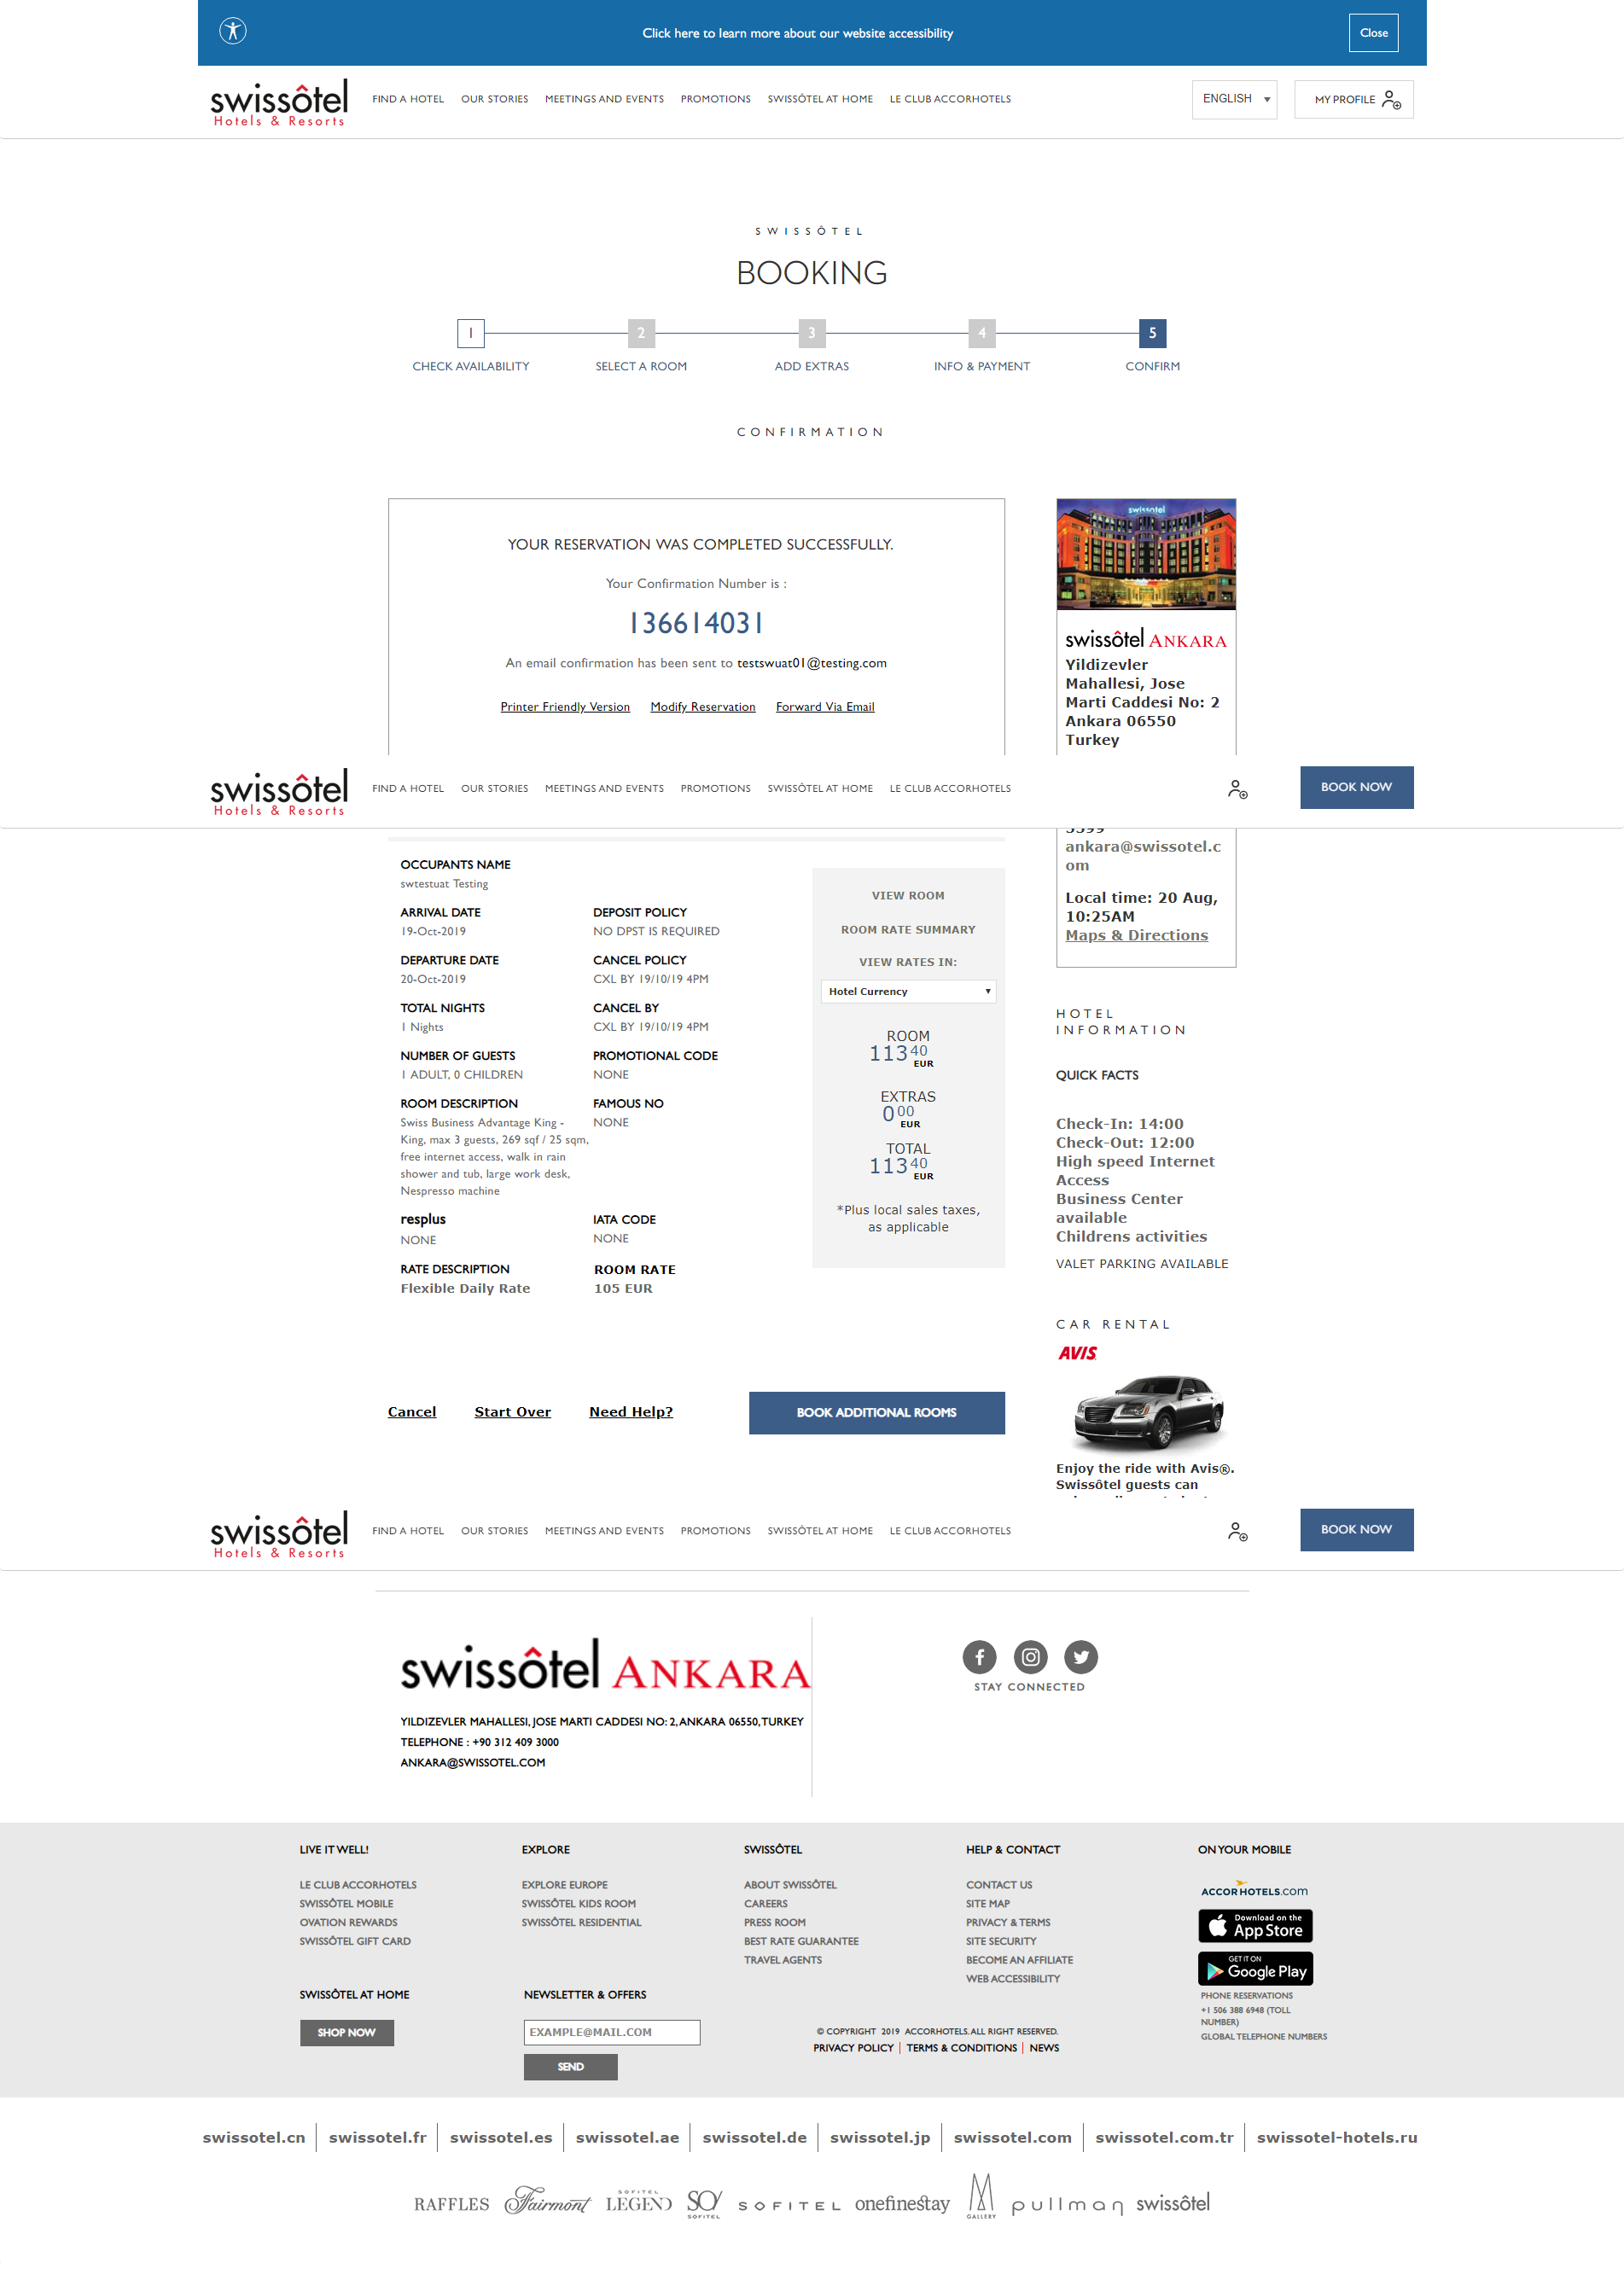 Click here to learn more about our website accessibility
Close
swissôtel
Hotels & Resorts
FIND A HOTEL OUR STORIES MEETINGS AND EVENTS PROMOTIONS SWISSÔTEL AT HOME LE CLUB ACCORHOTELS
ENGLISH
MY PROFILE
SWISSÔTEL
BOOKING
1 2 3 4 5
CHECK AVAILABILITY SELECT A ROOM ADD EXTRAS INFO & PAYMENT CONFIRM
CONFIRMATION
YOUR RESERVATION WAS COMPLETED SUCCESSFULLY.
Your Confirmation Number is :
136614031
An email confirmation has been sent to testswuat01@testing.com
Printer Friendly Version Modify Reservation Forward Via Email
swissotel
swissôtel ANKARA
Yildizevler
Mahallesi, Jose
Marti Caddesi No: 2
Ankara 06550
Turkey
swissôtel
Hotels & Resorts
FIND A HOTEL OUR STORIES MEETINGS AND EVENTS PROMOTIONS SWISSÔTEL AT HOME LE CLUB ACCORHOTELS
BOOK NOW
ankara@swissotel.c
om
Local time: 20 Aug,
10:25AM
Maps & Directions
OCCUPANTS NAME
swtestuat Testing
ARRIVAL DATE
19-Oct-2019
DEPOSIT POLICY
NO DPST IS REQUIRED
DEPARTURE DATE
20-Oct-2019
CANCEL POLICY
CXL BY 19/10/19 4PM
TOTAL NIGHTS
1 Nights
CANCEL BY
CXL BY 19/10/19 4PM
NUMBER OF GUESTS
1 ADULT, 0 CHILDREN
PROMOTIONAL CODE
NONE
ROOM DESCRIPTION
Swiss Business Advantage King -
King, max 3 guests, 269 sqf / 25 sqm,
free internet access, walk in rain
shower and tub, large work desk,
Nespresso machine
FAMOUS NO
NONE
resplus
NONE
IATA CODE
NONE
RATE DESCRIPTION
Flexible Daily Rate
ROOM RATE
105 EUR
VIEW ROOM
ROOM RATE SUMMARY
VIEW RATES IN:
Hotel Currency
ROOM
113 40
EUR
EXTRAS
0 00
EUR
TOTAL
113 40
EUR
*Plus local sales taxes,
as applicable
HOTEL
INFORMATION
QUICK FACTS
Check-In: 14:00
Check-Out: 12:00
High speed Internet
Access
Business Center
available
Childrens activities
VALET PARKING AVAILABLE
CAR RENTAL
AVIS
Enjoy the ride with Avis®.
Swissôtel guests can
Cancel Start Over Need Help?
BOOK ADDITIONAL ROOMS
swissôtel
Hotels & Resorts
FIND A HOTEL OUR STORIES MEETINGS AND EVENTS PROMOTIONS SWISSÔTEL AT HOME LE CLUB ACCORHOTELS
BOOK NOW
swissôtel ANKARA
YILDIZEVLER MAHALLESI, JOSE MARTI CADDESI NO: 2, ANKARA 06550, TURKEY
TELEPHONE : +90 312 409 3000
ANKARA@SWISSOTEL.COM
STAY CONNECTED
LIVE IT WELL!
LE CLUB ACCORHOTELS
SWISSÔTEL MOBILE
OVATION REWARDS
SWISSÔTEL GIFT CARD
EXPLORE
EXPLORE EUROPE
SWISSÔTEL KIDS ROOM
SWISSÔTEL RESIDENTIAL
SWISSÔTEL
ABOUT SWISSÔTEL
CAREERS
PRESS ROOM
BEST RATE GUARANTEE
TRAVEL AGENTS
HELP & CONTACT
CONTACT US
SITE MAP
PRIVACY & TERMS
SITE SECURITY
BECOME AN AFFILIATE
WEB ACCESSIBILITY
ON YOUR MOBILE
ACCORHOTELS.com
Download on the
App Store
GET IT ON
Google Play
PHONE RESERVATIONS
+1 506 388 6948 (TOLL
NUMBER)
GLOBAL TELEPHONE NUMBERS
SWISSÔTEL AT HOME
SHOP NOW
NEWSLETTER & OFFERS
EXAMPLE@MAIL.COM
SEND
© COPYRIGHT 2019 ACCORHOTELS. ALL RIGHT RESERVED.
PRIVACY POLICY | TERMS & CONDITIONS | NEWS
swissotel.cn swissotel.fr swissotel.es swissotel.ae swissotel.de swissotel.jp swissotel.com swissotel.com.tr swissotel-hotels.ru
RAFFLES Fairmont SOFITEL LEGEND SO/ SOFITEL SOFITEL onefinestay M GALLERY pullman swissôtel